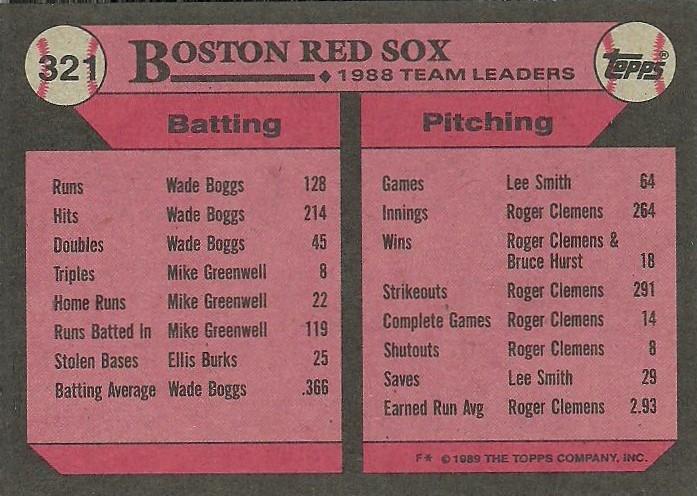 321
BOSTON RED SOX
♦ 1988 TEAM LEADERS
Topps®
Batting
Runs Wade Boggs 128
Hits Wade Boggs 214
Doubles Wade Boggs 45
Triples Mike Greenwell 8
Home Runs Mike Greenwell 22
Runs Batted In Mike Greenwell 119
Stolen Bases Ellis Burks 25
Batting Average Wade Boggs .366
Pitching
Games Lee Smith 64
Innings Roger Clemens 264
Wins Roger Clemens &
Bruce Hurst 18
Strikeouts Roger Clemens 291
Complete Games Roger Clemens 14
Shutouts Roger Clemens 8
Saves Lee Smith 29
Earned Run Avg Roger Clemens 2.93
F* © 1989 THE TOPPS COMPANY, INC.